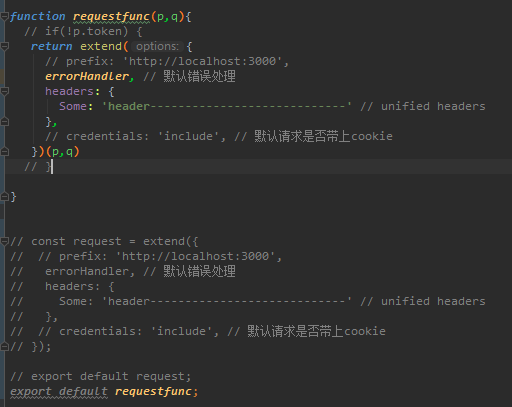 function requestfunc(p,q){
// if(!p.token) {
return extend( options: {
// prefix: 'http://localhost:3000',
errorHandler, // 默认错误处理
headers: {
Some: 'header----------------------------' // unified headers
},
// credentials: 'include', // 默认请求是否带上cookie
})(p,q)
// }
}
// const request = extend({
//   // prefix: 'http://localhost:3000',
//   errorHandler, // 默认错误处理
//   headers: {
//     Some: 'header----------------------------' // unified headers
//   },
//   // credentials: 'include', // 默认请求是否带上cookie
// });
// export default request;
export default requestfunc;